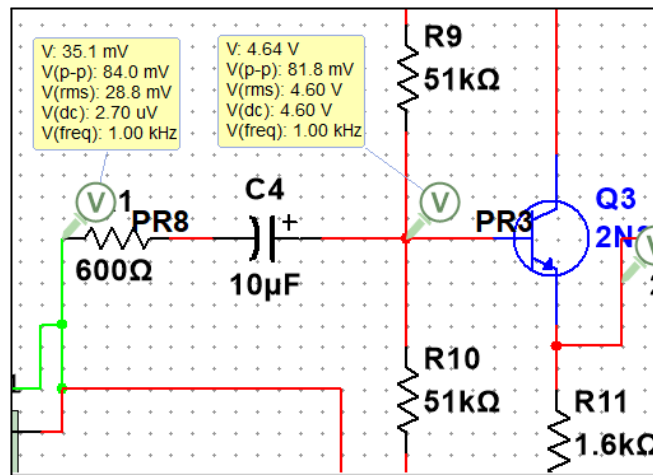 V: 35.1 mV
V(p-p): 84.0 mV
V(rms): 28.8 mV
V(dc): 2.70 uV
V(freq): 1.00 kHz
V: 4.64 V
V(p-p): 81.8 mV
V(rms): 4.60 V
V(dc): 4.60 V
V(freq): 1.00 kHz
R9
51kΩ
V
1
PR8
600Ω
C4
+
10µF
V
PR3
Q3
R10
51kΩ
R11
1.6kΩ